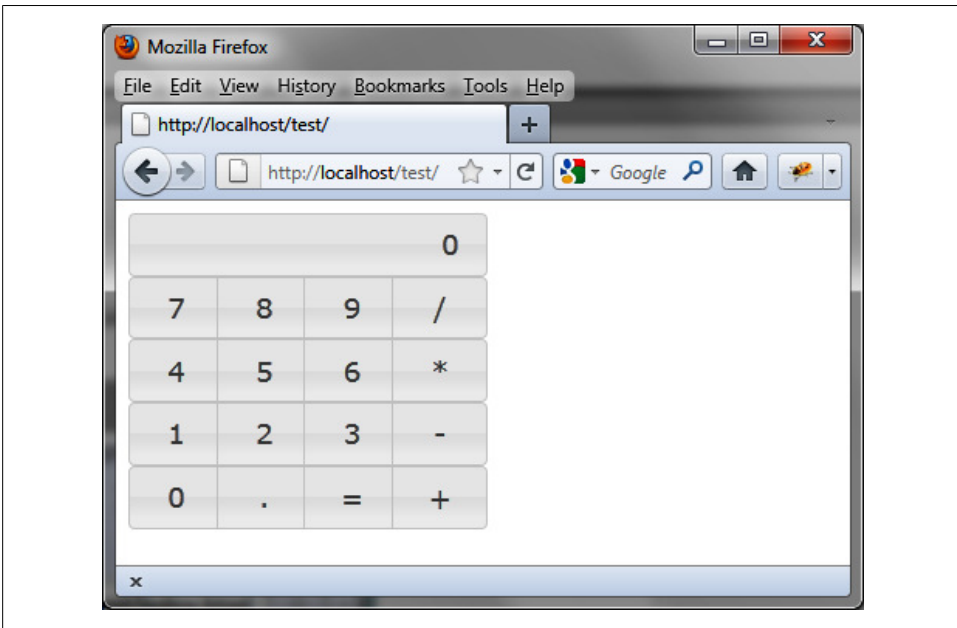 Mozilla Firefox
File Edit View History Bookmarks Tools Help
http://localhost/test/
http://localhost/test/ Google
0
7 8 9 /
4 5 6 *
1 2 3 -
0 . = +
x